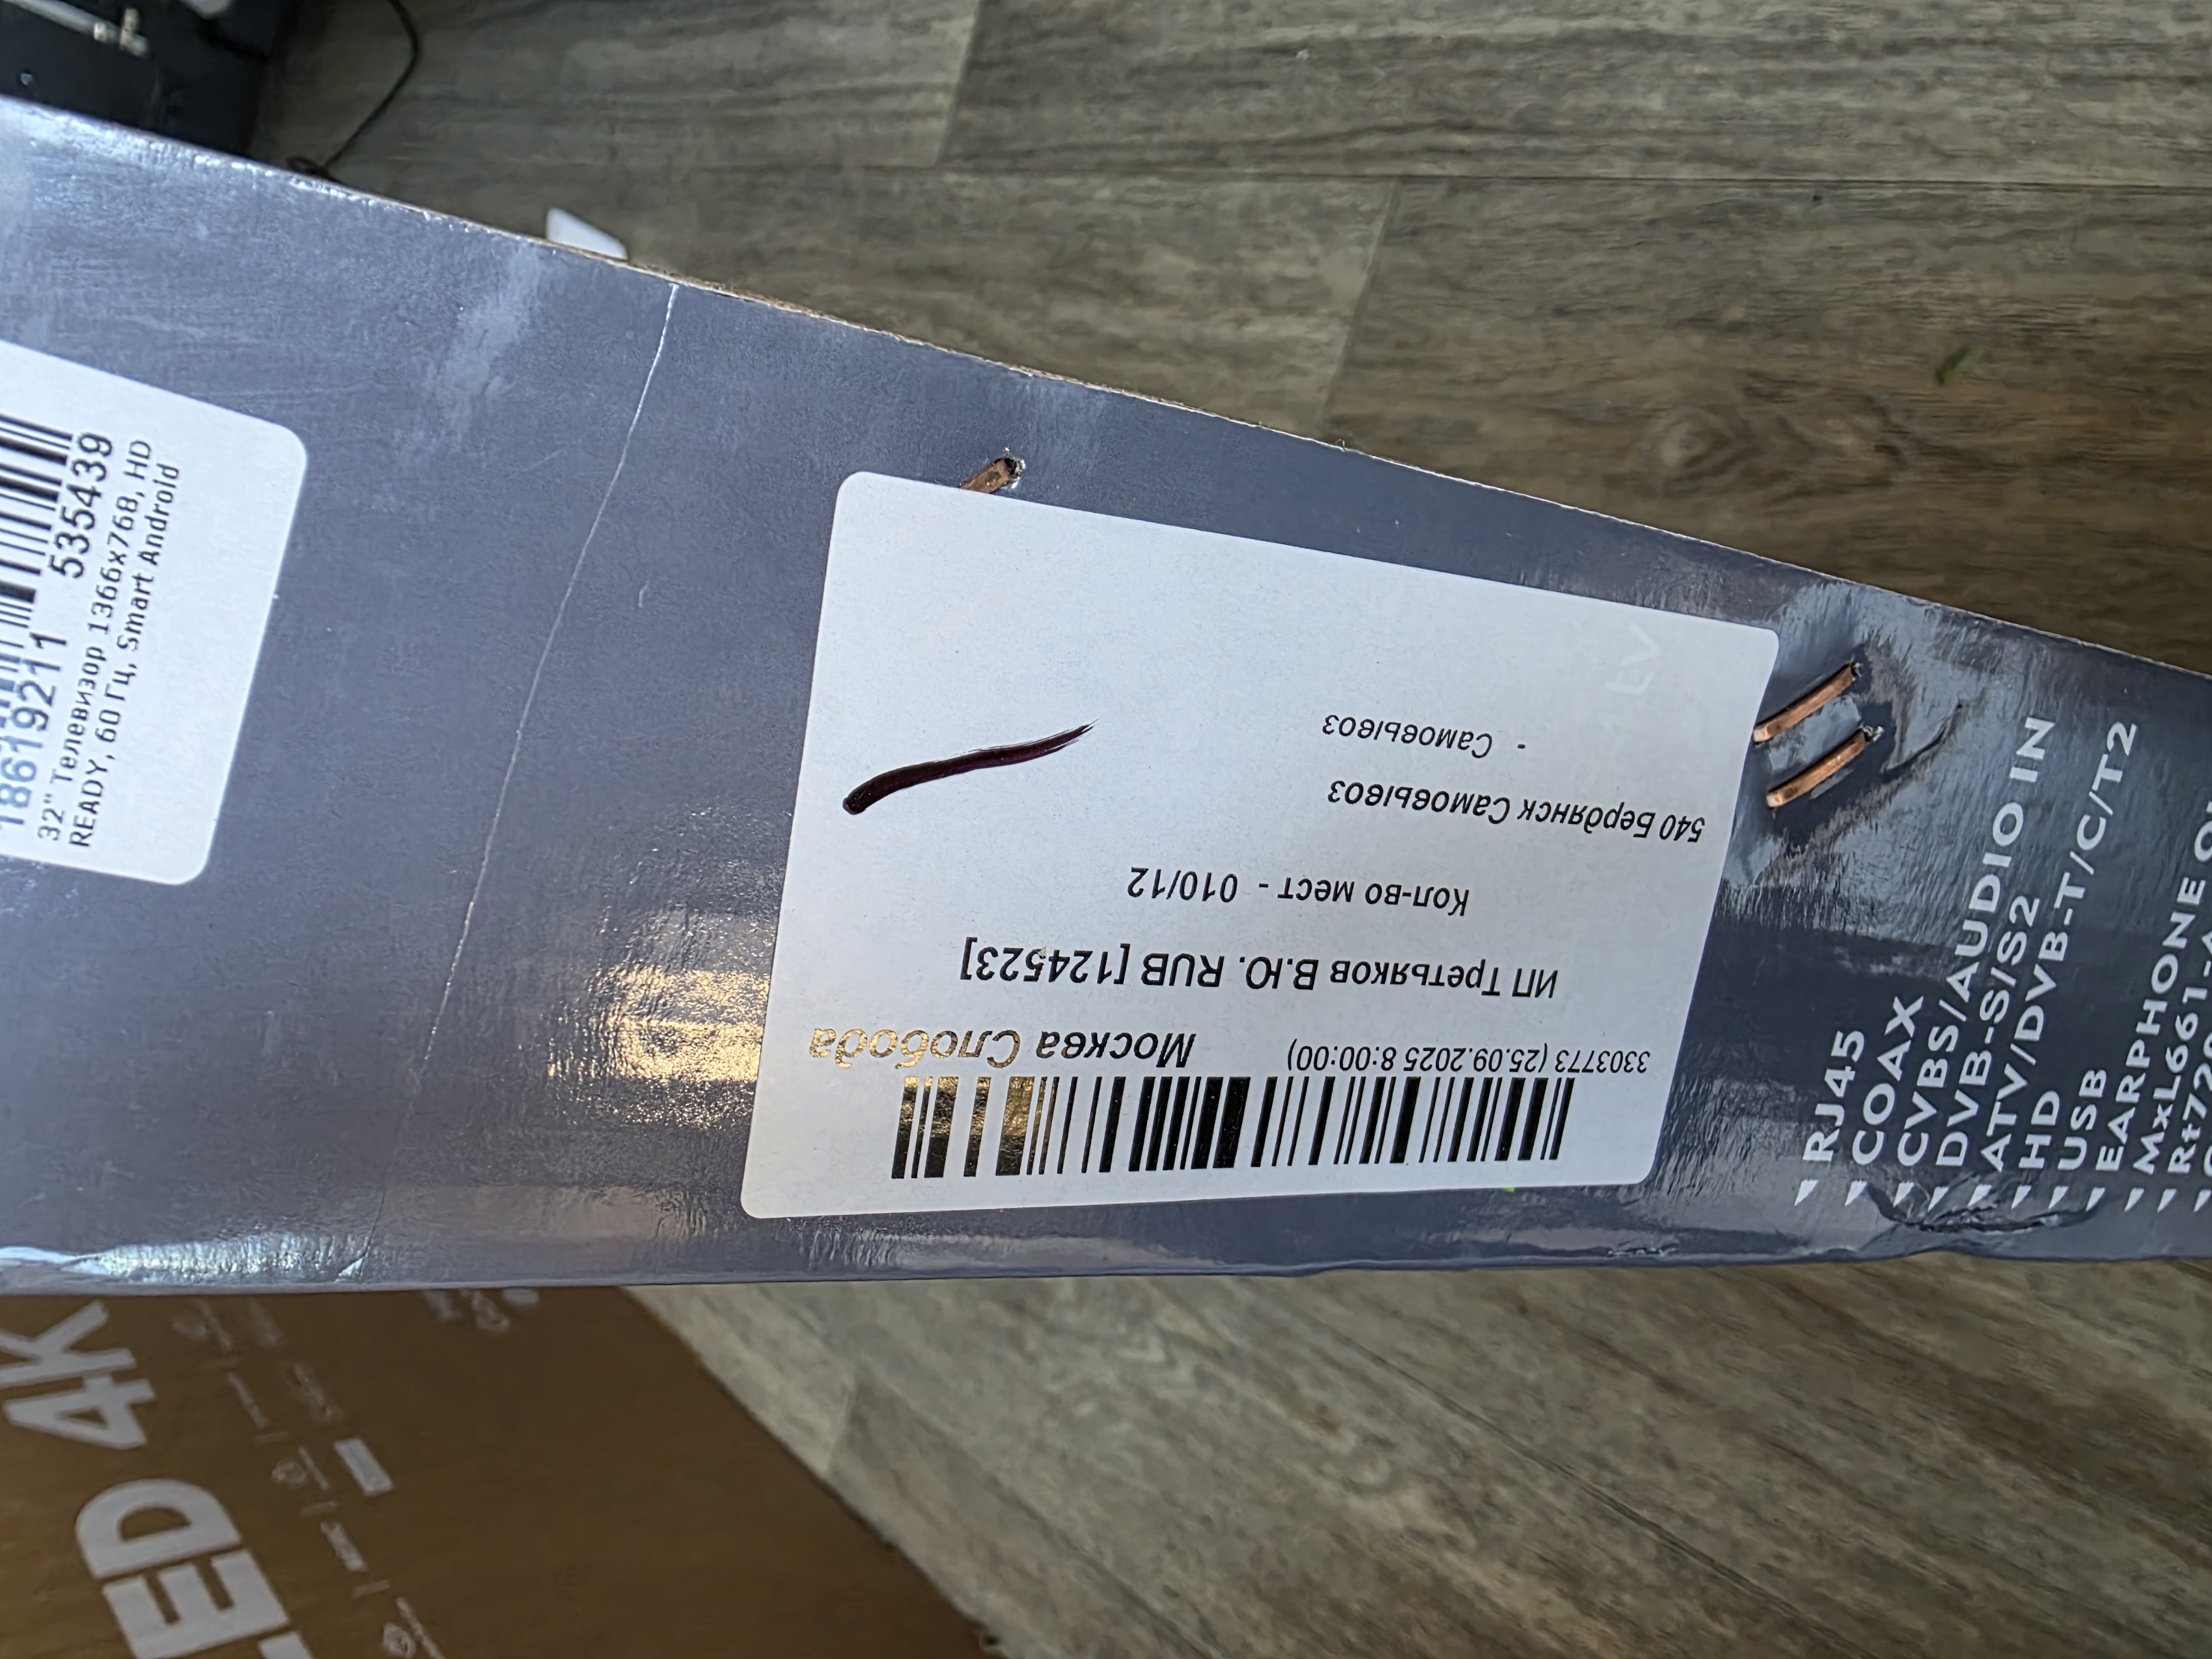 3303773 (25.09.2025 8:00:00) Москва Слобода
ИП Третьяков В.Ю. RUB [124523]
Кол-во мест - 010/12
540 Бердянск Самовывоз
- Самовывоз
18619211 535439
32" Телевизор 1366x768, HD
READY, 60 Гц, Smart Android
RJ45
COAX
CVBS/AUDIO IN
DVB-S/S2
ATV/DVB-T/C/T2
HD
USB
EARPHONE
MxL661
4K